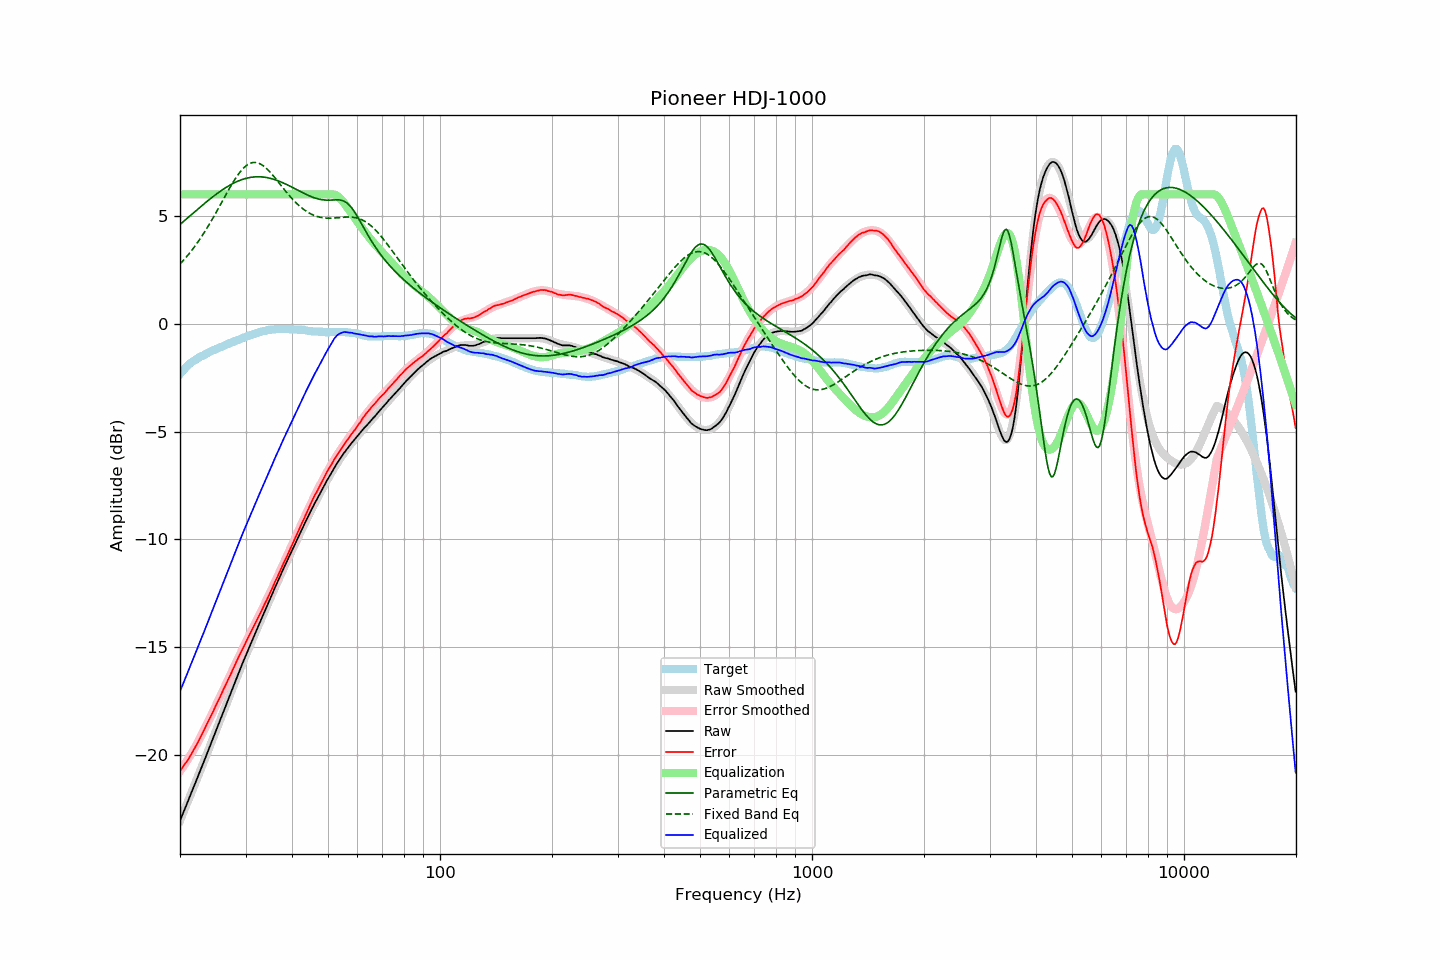 Pioneer HDJ-1000
Amplitude (dBr)
5
0
−5
−10
−15
−20
Target
Raw Smoothed
Error Smoothed
Raw
Error
Equalization
Parametric Eq
Fixed Band Eq
Equalized
100
1000
10000
Frequency (Hz)